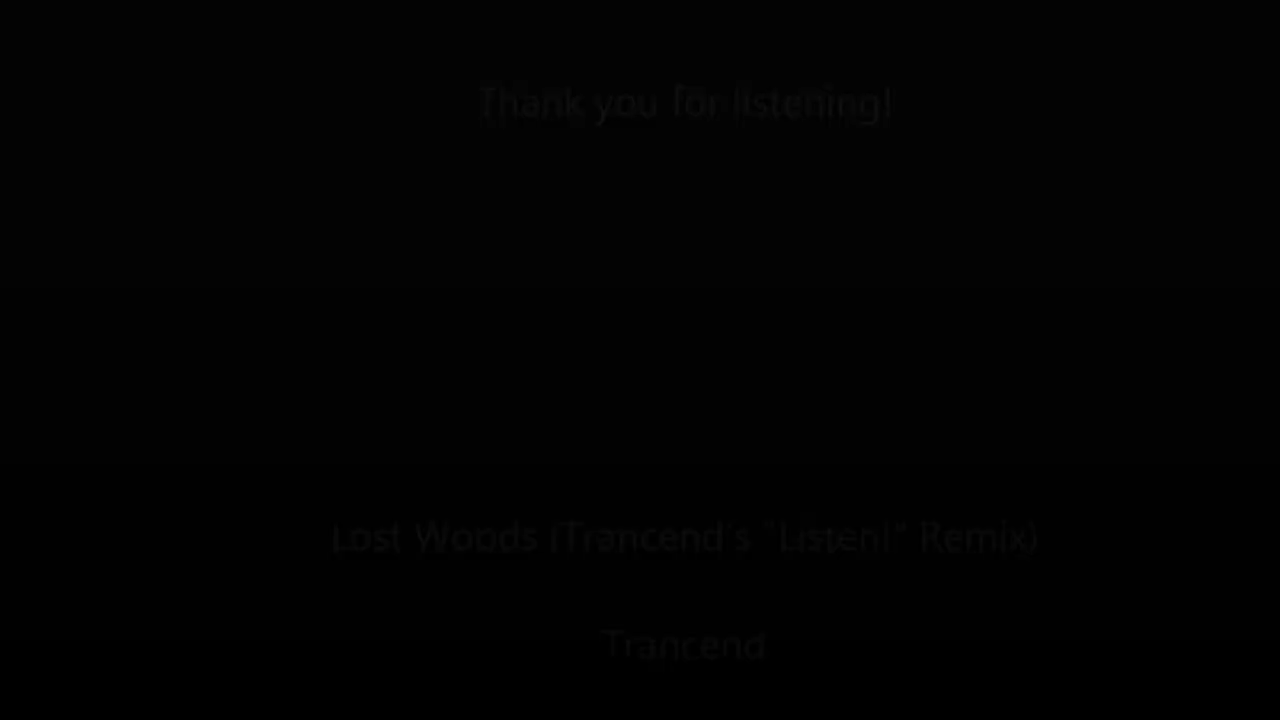 Thank you for listening!
Lost Woods (Trancend's "Listen!" Remix)
Trancend